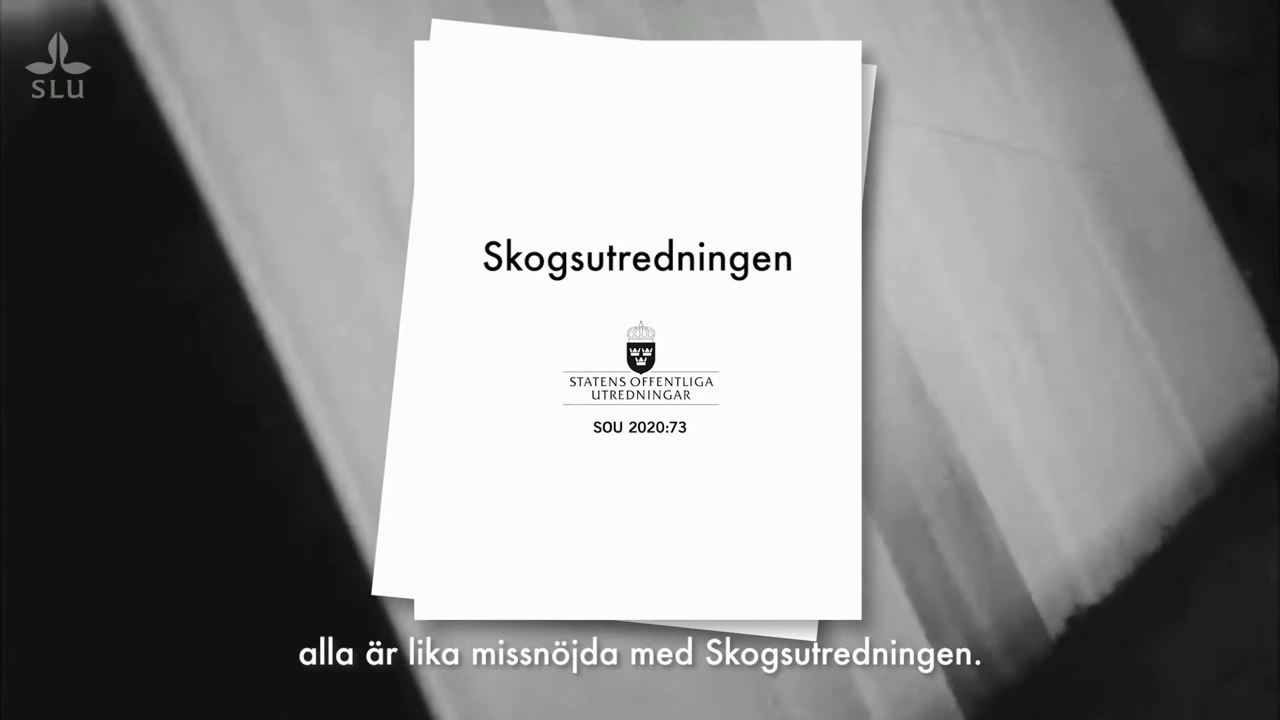 SLU
Skogsutredningen
STATENS OFFENTLIGA
UTREDNINGAR
SOU 2020:73
alla är lika missnöjda med Skogsutredningen.